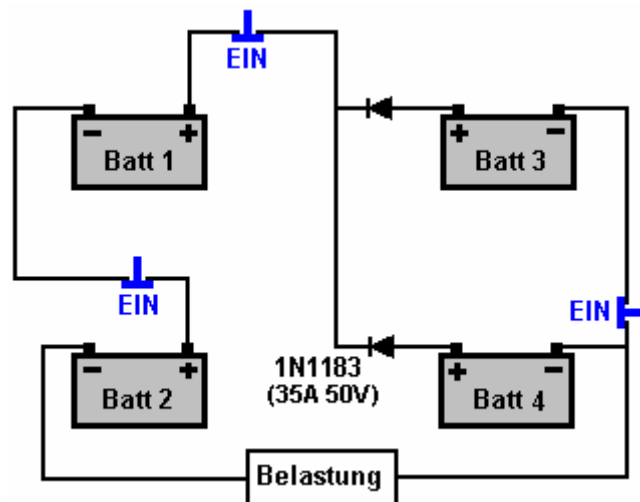 EIN
− +
Batt 1
+ −
Batt 3
EIN
EIN
− +
Batt 2
1N1183
(35A 50V)
+ −
Batt 4
Belastung